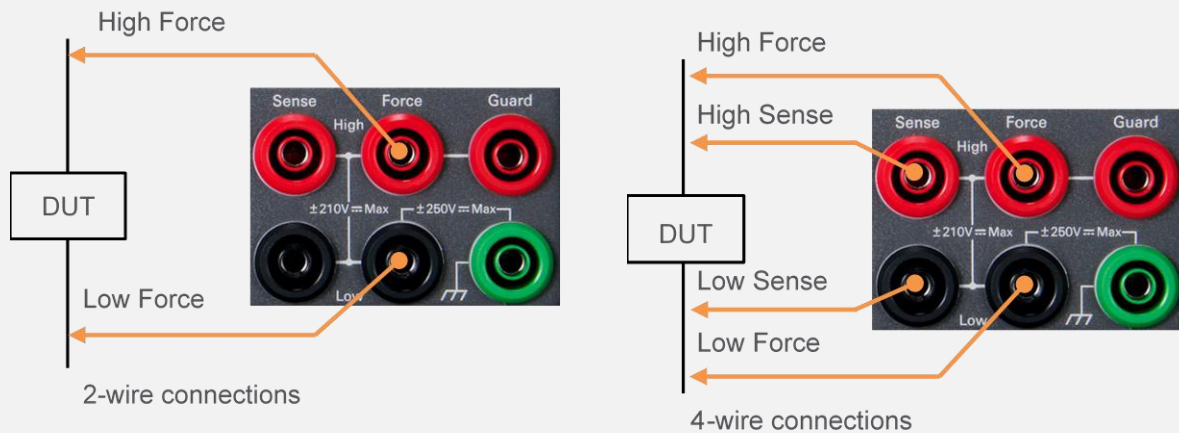 High Force
Sense Force Guard
High
DUT
±210V⎓Max ±250V⎓Max
Low Force
Low
2-wire connections
High Force
High Sense
Sense Force Guard
High
DUT
±210V⎓Max ±250V⎓Max
Low Sense
Low
Low Force
4-wire connections